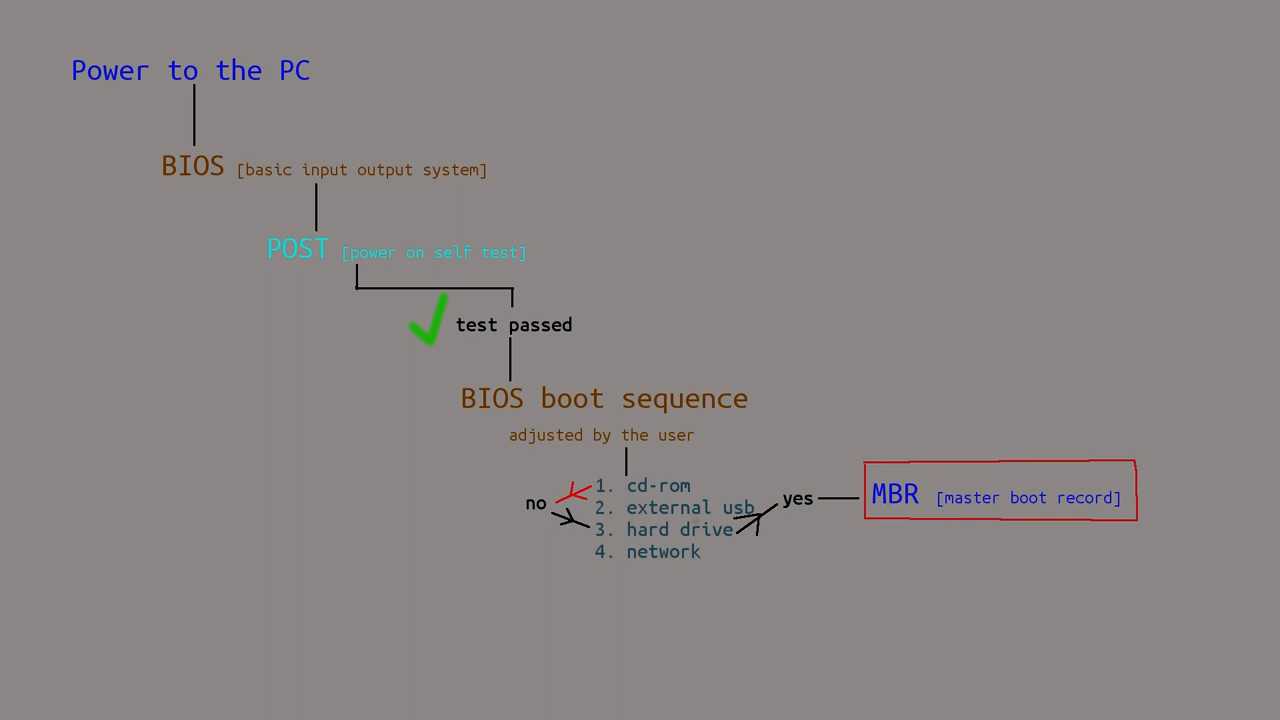 Power to the PC
BIOS [basic input output system]
POST [power on self test]
test passed
BIOS boot sequence
adjusted by the user
1. cd-rom
2. external usb
3. hard drive
4. network
no
yes
MBR [master boot record]